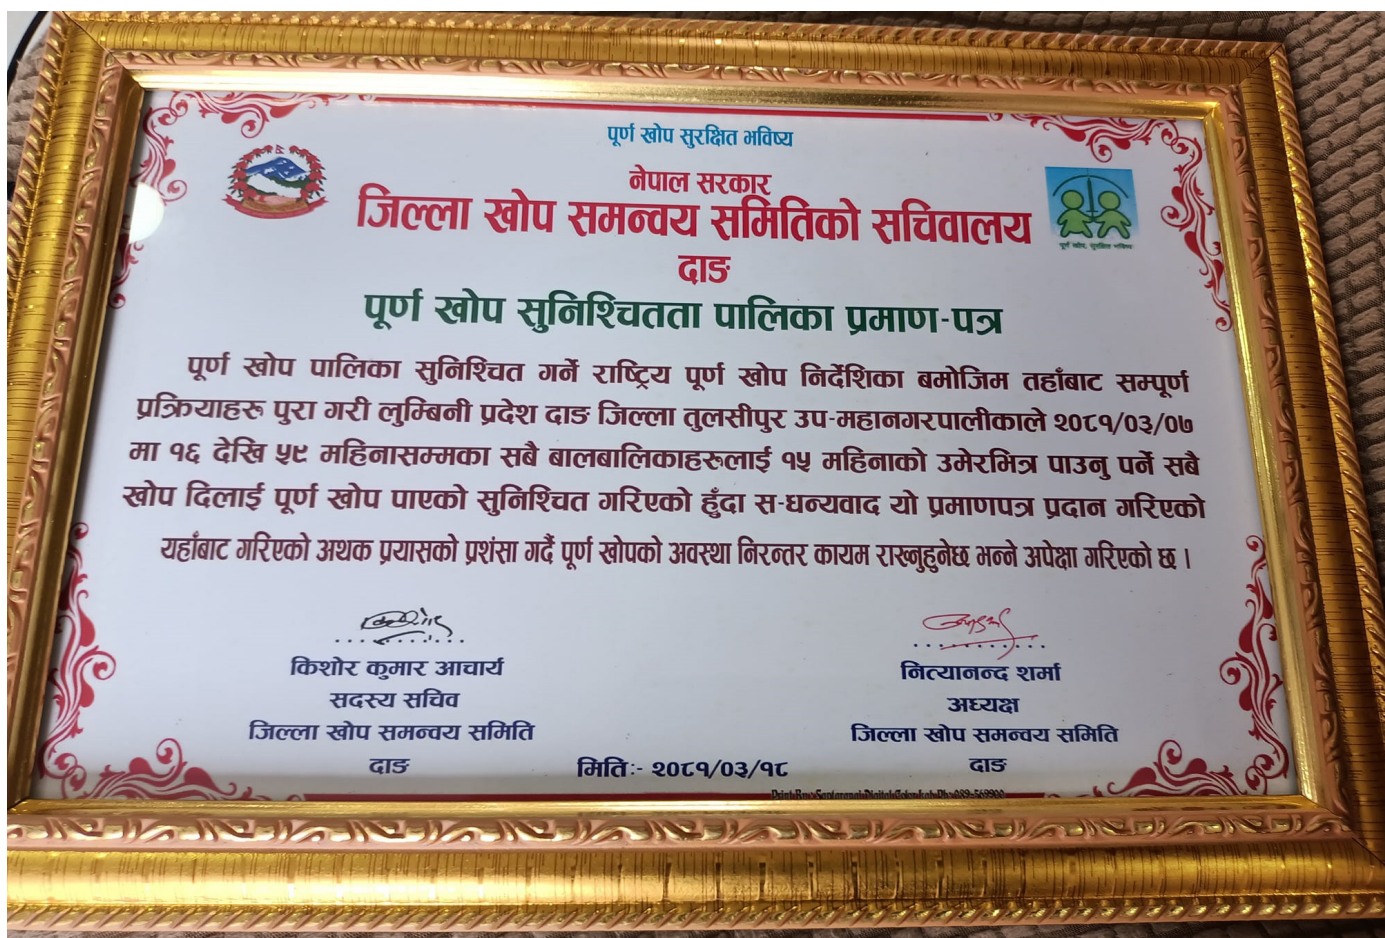 पूर्ण खोप सुरक्षित भविष्य
नेपाल सरकार
जिल्ला खोप समन्वय समितिको सचिवालय
दाङ
पूर्ण खोप, सुरक्षित भविष्य
पूर्ण खोप सुनिश्चितता पालिका प्रमाण-पत्र
पूर्ण खोप पालिका सुनिश्चित गर्ने राष्ट्रिय पूर्ण खोप निर्देशिका बमोजिम तहाँबाट सम्पूर्ण
प्रक्रियाहरू पुरा गरी लुम्बिनी प्रदेश दाङ जिल्ला तुलसीपुर उप-महानगरपालीकाले २०८१/०३/०७
मा १६ देखि ५९ महिनासम्मका सबै बालबालिकाहरूलाई १५ महिनाको उमेरभित्र पाउनु पर्ने सबै
खोप दिलाई पूर्ण खोप पाएको सुनिश्चित गरिएको हुँदा स-धन्यवाद यो प्रमाणपत्र प्रदान गरिएको
यहाँबाट गरिएको अथक प्रयासको प्रशंसा गर्दै पूर्ण खोपको अवस्था निरन्तर कायम राख्नुहुनेछ भन्ने अपेक्षा गरिएको छ ।
किशोर कुमार आचार्य
सदस्य सचिव
जिल्ला खोप समन्वय समिति
दाङ
नित्यानन्द शर्मा
अध्यक्ष
जिल्ला खोप समन्वय समिति
दाङ
मितिः- २०८१/०३/१८